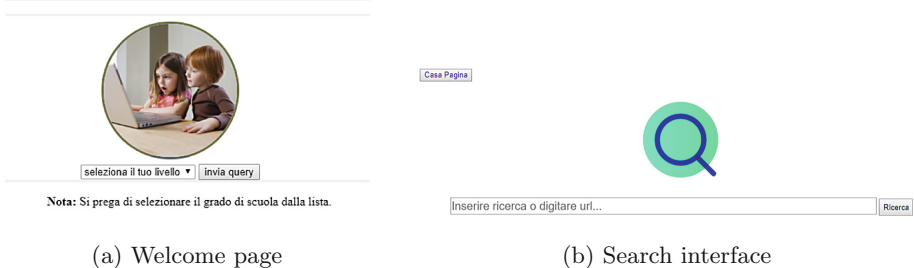 seleziona il tuo livello
invia query
Nota: Si prega di selezionare il grado di scuola dalla lista.
(a) Welcome page
Casa Pagina
Inserire ricerca o digitare url...
Ricerca
(b) Search interface